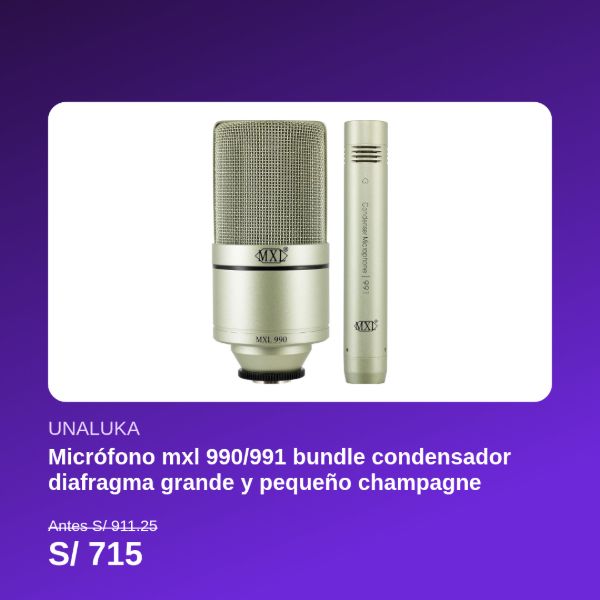 MXL®
MXL 990
Condenser Microphone | 991
MXL®
UNALUKA
Micrófono mxl 990/991 bundle condensador
diafragma grande y pequeño champagne
Antes S/ 911.25
S/ 715